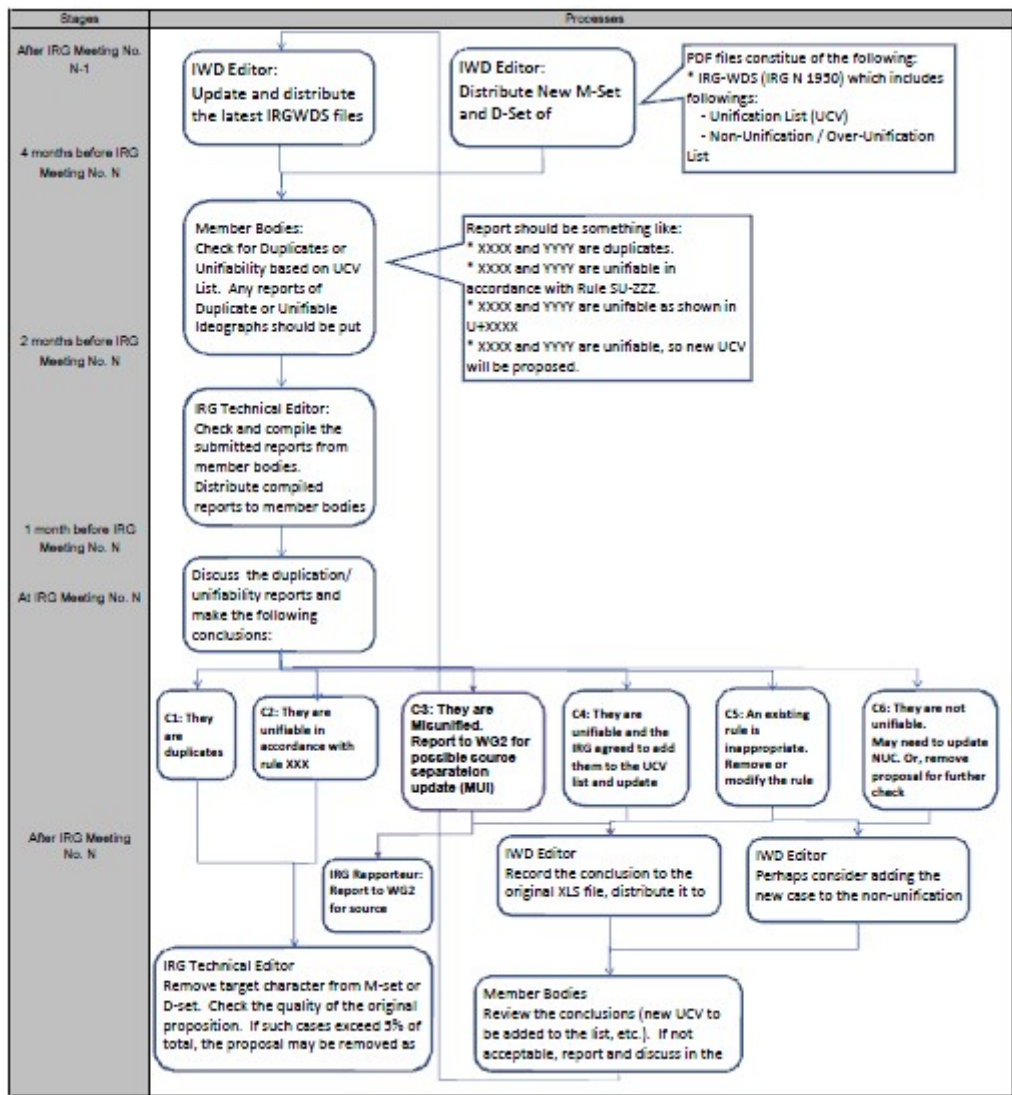 Stages
Processes
After IRG Meeting No.
N-1
IWD Editor:
Update and distribute
the latest IRGWDS files
IWD Editor:
Distribute New M-Set
and D-Set of
PDF files constitue of the following:
* IRG-WDS (IRG N 1950) which includes
followings:
- Unification List (UCV)
- Non-Unification / Over-Unification
List
4 months before IRG
Meeting No. N
Member Bodies:
Check for Duplicates or
Unifiability based on UCV
List. Any reports of
Duplicate or Unifiable
Ideographs should be put
Report should be something like:
* XXXX and YYYY are duplicates.
* XXXX and YYYY are unifiable in
accordance with Rule SU-ZZZ.
* XXXX and YYYY are unifable as shown in
U+XXXX
* XXXX and YYYY are unifiable, so new UCV
will be proposed.
2 months before IRG
Meeting No. N
IRG Technical Editor:
Check and compile the
submitted reports from
member bodies.
Distribute compiled
reports to member bodies
1 month before IRG
Meeting No. N
At IRG Meeting No. N
Discuss the duplication/
unifiability reports and
make the following
conclusions:
C1: They
are
duplicates
C2: They are
unifiable in
accordance with
rule XXX
C3: They are
Misunified.
Report to WG2 for
possible source
separateion
update (MUI)
C4: They are
unifiable and the
IRG agreed to add
them to the UCV
list and update
C5: An existing
rule is
inappropriate.
Remove or
modify the rule
C6: They are not
unifiable.
May need to update
NUC. Or, remove
proposal for further
check
After IRG Meeting
No. N
IRG Rapporteur:
Report to WG2
for source
IWD Editor
Record the conclusion to the
original XLS file, distribute it to
IWD Editor
Perhaps consider adding the
new case to the non-unification
IRG Technical Editor
Remove target character from M-set or
D-set. Check the quality of the original
proposition. If such cases exceed 5% of
total, the proposal may be removed as
Member Bodies
Review the conclusions (new UCV to
be added to the list, etc.). If not
acceptable, report and discuss in the